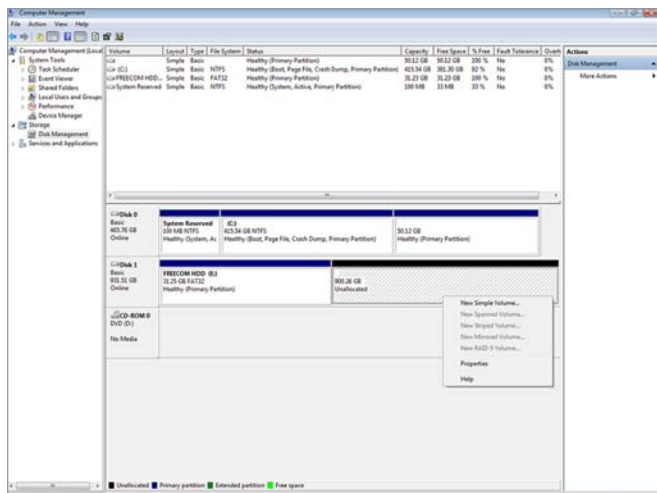 Computer Management
File Action View Help
Computer Management (Local
System Tools
Task Scheduler
Event Viewer
Shared Folders
Local Users and Groups
Performance
Device Manager
Storage
Disk Management
Services and Applications
Volume Layout Type File System Status Capacity Free Space % Free Fault Tolerance Overh
Simple Basic Healthy (Primary Partition) 50.12 GB 50.12 GB 100 % No 0%
(C:) Simple Basic NTFS Healthy (Boot, Page File, Crash Dump, Primary Partition) 415.54 GB 381.30 GB 92 % No 0%
FREECOM HDD... Simple Basic FAT32 Healthy (Primary Partition) 31.23 GB 31.23 GB 100 % No 0%
System Reserved Simple Basic NTFS Healthy (System, Active, Primary Partition) 100 MB 33 MB 33 % No 0%
Actions
Disk Management
More Actions
Disk 0
Basic
465.76 GB
Online
System Reserved
100 MB NTFS
Healthy (System, Ac
(C:)
415.54 GB NTFS
Healthy (Boot, Page File, Crash Dump, Primary Partition)
50.12 GB
Healthy (Primary Partition)
Disk 1
Basic
931.51 GB
Online
FREECOM HDD (E:)
31.25 GB FAT32
Healthy (Primary Partition)
900.26 GB
Unallocated
CD-ROM 0
DVD (D:)
No Media
New Simple Volume...
New Spanned Volume...
New Striped Volume...
New Mirrored Volume...
New RAID-5 Volume...
Properties
Help
Unallocated Primary partition Extended partition Free space